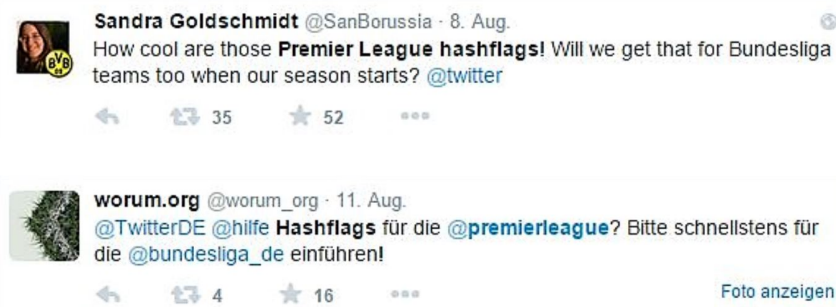 Sandra Goldschmidt @SanBorussia · 8. Aug.
How cool are those Premier League hashflags! Will we get that for Bundesliga
teams too when our season starts? @twitter
35 52
worum.org @worum_org · 11. Aug.
@TwitterDE @hilfe Hashflags für die @premierleague? Bitte schnellstens für
die @bundesliga_de einführen!
4 16 Foto anzeigen